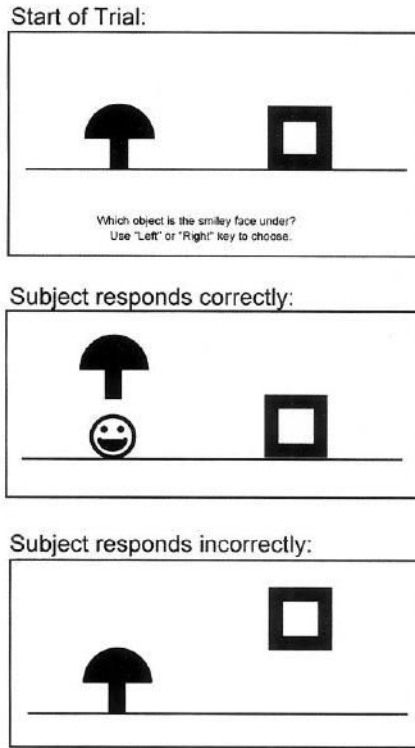 Start of Trial:
Which object is the smiley face under?
Use "Left" or "Right" key to choose.
Subject responds correctly:
Subject responds incorrectly: